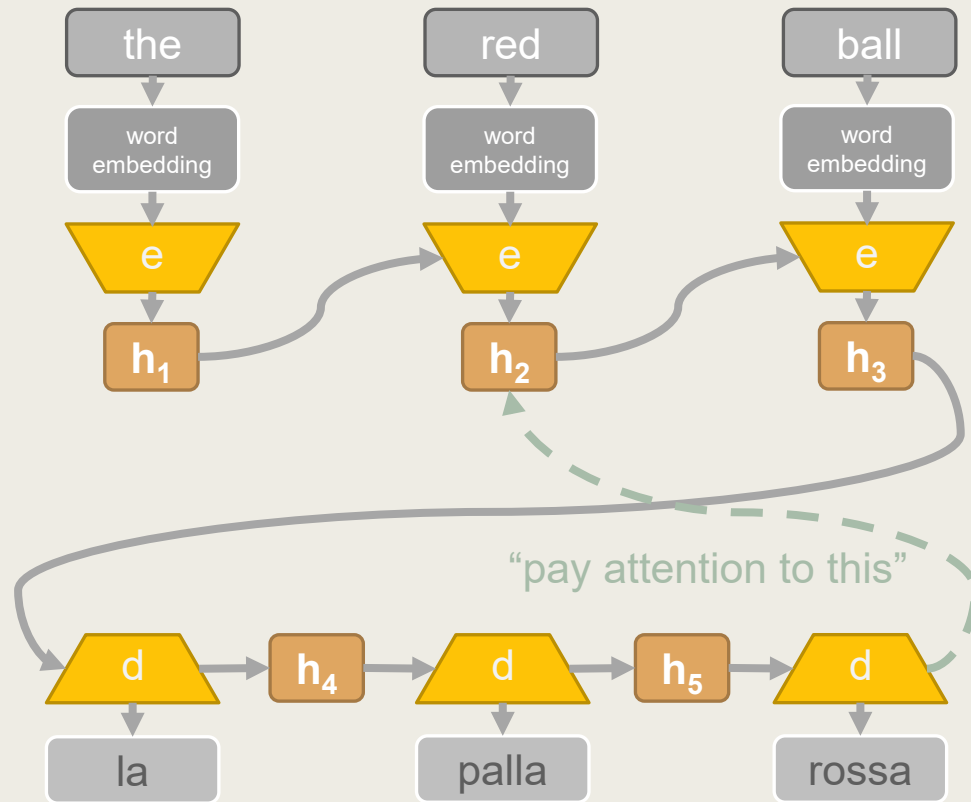 the
red
ball
word
embedding
word
embedding
word
embedding
e
e
e
h₁
h₂
h₃
“pay attention to this”
d
h₄
d
h₅
d
la
palla
rossa